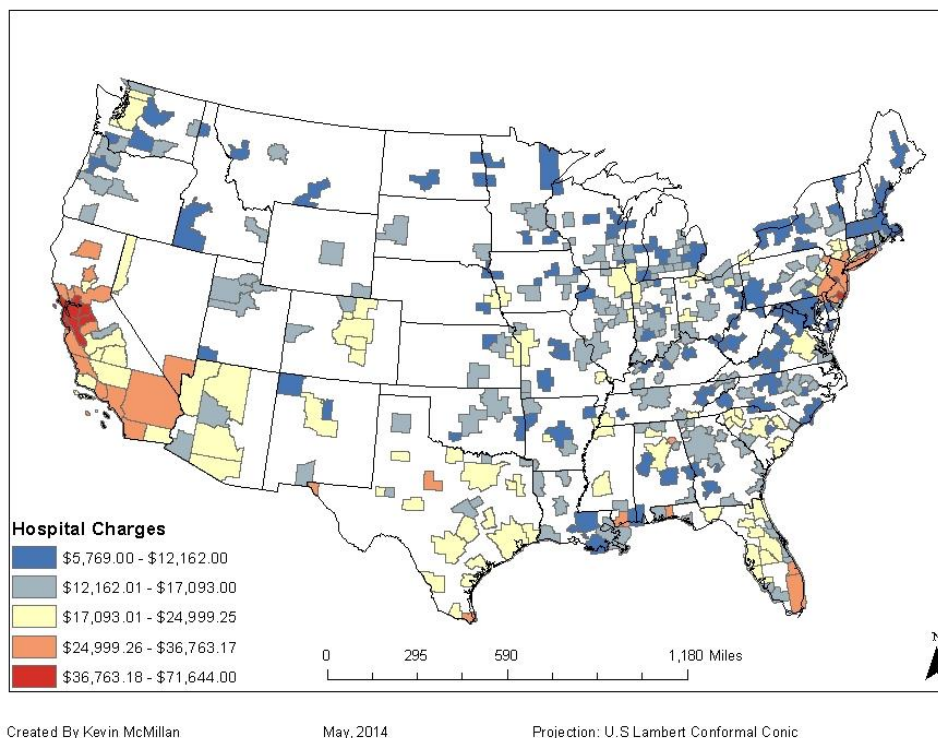 Hospital Charges
$5,769.00 - $12,162.00
$12,162.01 - $17,093.00
$17,093.01 - $24,999.25
$24,999.26 - $36,763.17
$36,763.18 - $71,644.00
0 295 590 1,180 Miles
N
Created By Kevin McMillan May, 2014 Projection: U.S Lambert Conformal Conic